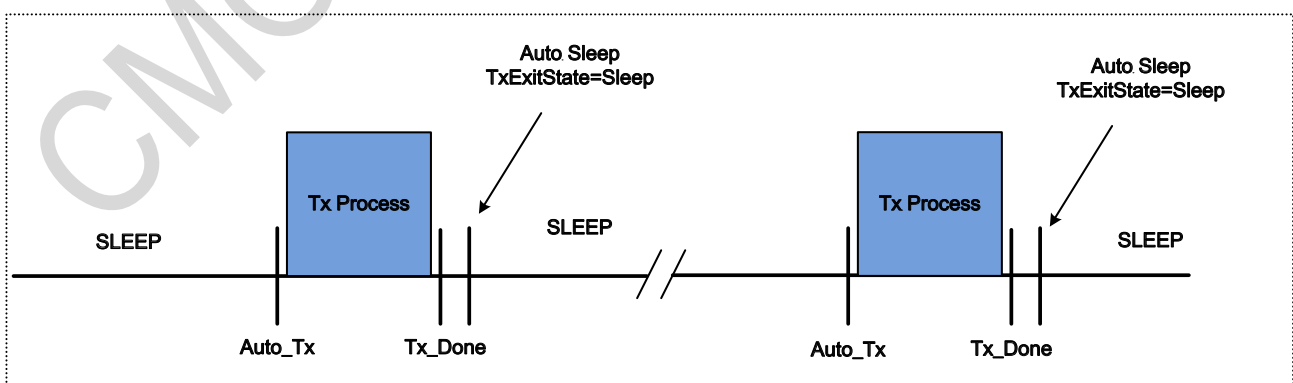 Auto Sleep
TxExitState=Sleep
Auto Sleep
TxExitState=Sleep
Tx Process
Tx Process
SLEEP
SLEEP
SLEEP
Auto_Tx
Tx_Done
Auto_Tx
Tx_Done